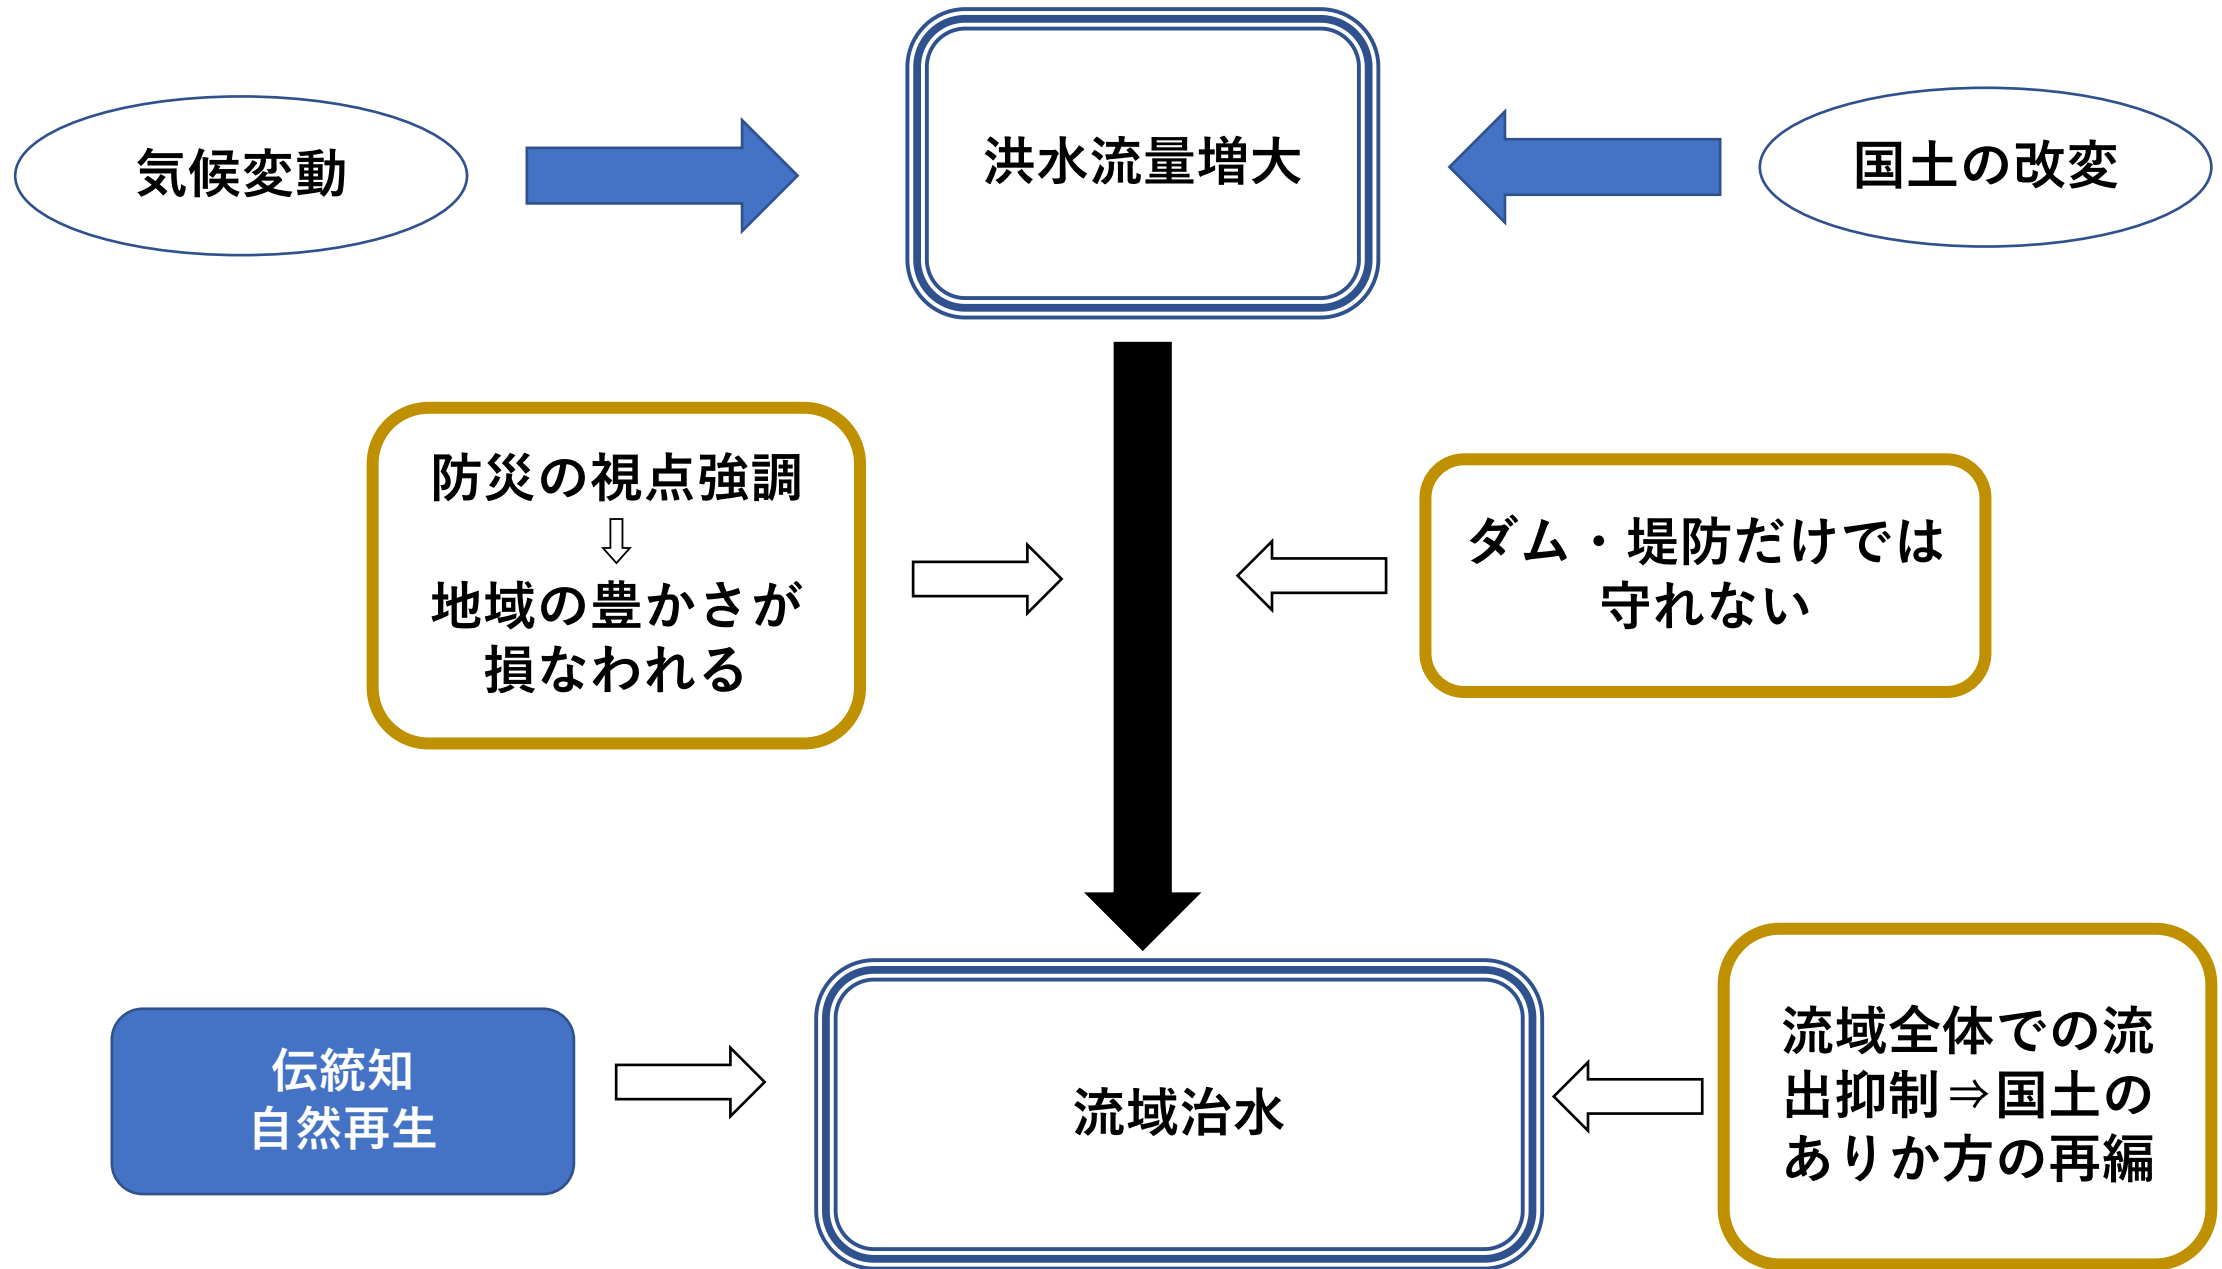 気候変動
洪水流量増大
国土の改変
防災の視点強調
地域の豊かさが
損なわれる
ダム・堤防だけでは
守れない
伝統知
自然再生
流域治水
流域全体での流
出抑制⇒国土の
ありか方の再編